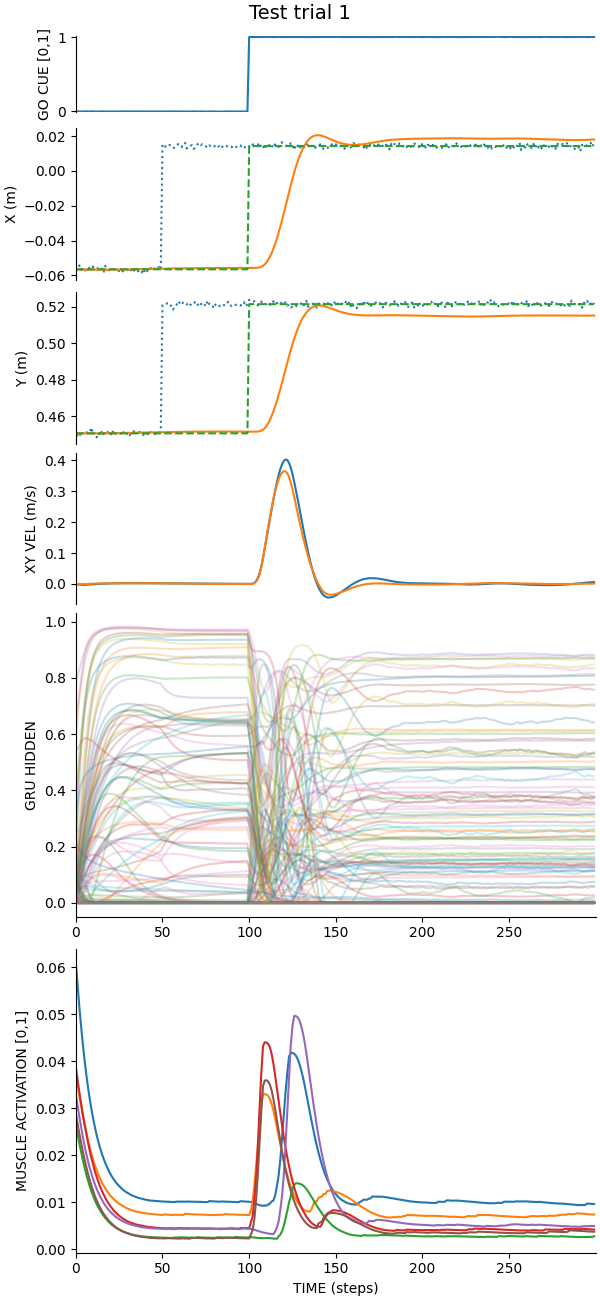 Test trial 1
GO CUE [0,1]
1
0
X (m)
0.02
0.00
−0.02
−0.04
−0.06
Y (m)
0.52
0.50
0.48
0.46
XY VEL (m/s)
0.4
0.3
0.2
0.1
0.0
GRU HIDDEN
1.0
0.8
0.6
0.4
0.2
0.0
0 50 100 150 200 250
MUSCLE ACTIVATION [0,1]
0.06
0.05
0.04
0.03
0.02
0.01
0.00
0 50 100 150 200 250
TIME (steps)